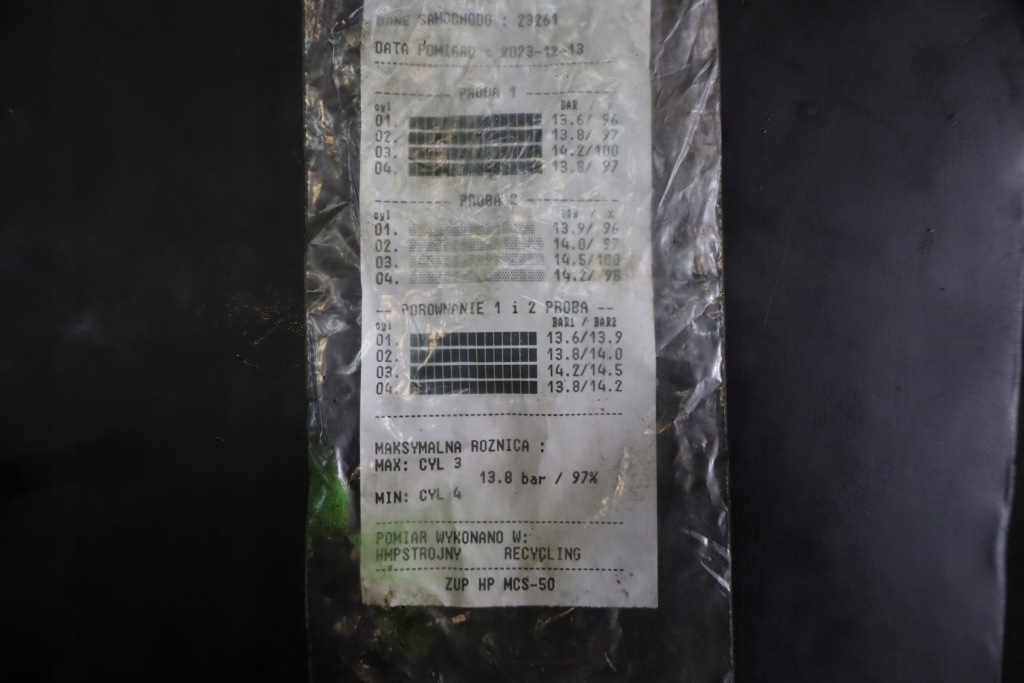 DANE SAMOCHODU : 23261
DATA POMIARU : 2023-12-13
PROBA 1
cyl BAR / %
01. 13.6/ 96
02. 13.8/ 97
03. 14.2/100
04. 13.8/ 97
PROBA 2
cyl BAR / %
01. 13.9/ 96
02. 14.0/ 97
03. 14.5/100
04. 14.2/ 98
-- POROWNANIE 1 i 2 PROBA --
cyl BAR1 / BAR2
01. 13.6/13.9
02. 13.8/14.0
03. 14.2/14.5
04. 13.8/14.2
MAKSYMALNA ROZNICA :
MAX: CYL 3
13.8 bar / 97%
MIN: CYL 4
POMIAR WYKONANO W:
HMPSTROJNY RECYCLING
ZUP HP MCS-50